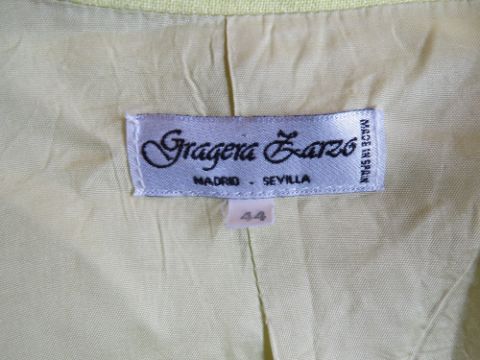 Gragera Zarzo
MADRID - SEVILLA
MADE IN SPAIN
44